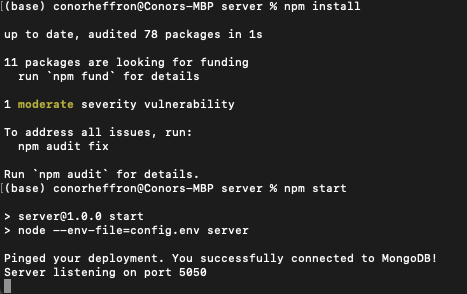 (base) conorheffron@Conors-MBP server % npm install
up to date, audited 78 packages in 1s
11 packages are looking for funding
run `npm fund` for details
1 moderate severity vulnerability
To address all issues, run:
npm audit fix
Run `npm audit` for details.
(base) conorheffron@Conors-MBP server % npm start
> server@1.0.0 start
> node --env-file=config.env server
Pinged your deployment. You successfully connected to MongoDB!
Server listening on port 5050